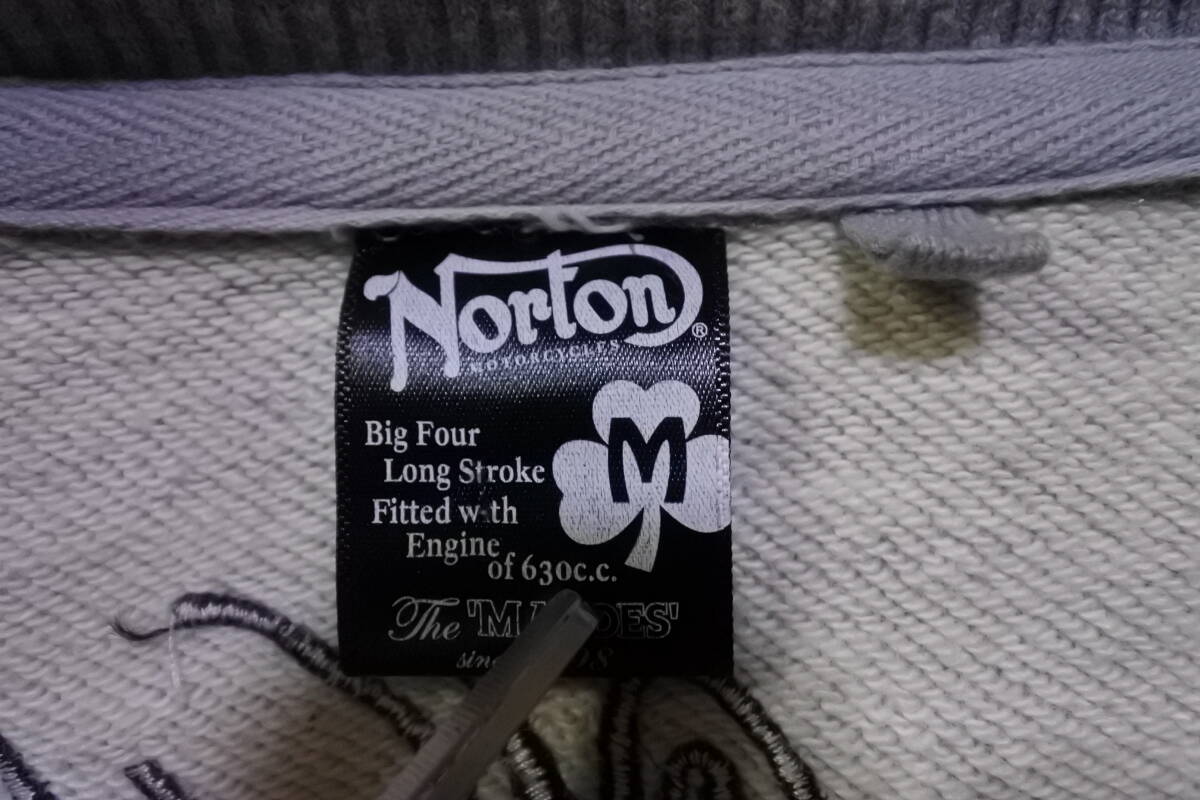 Norton®
MOTORCYCLES
M
Big Four
Long Stroke
Fitted with
Engine
of 630c.c.
The